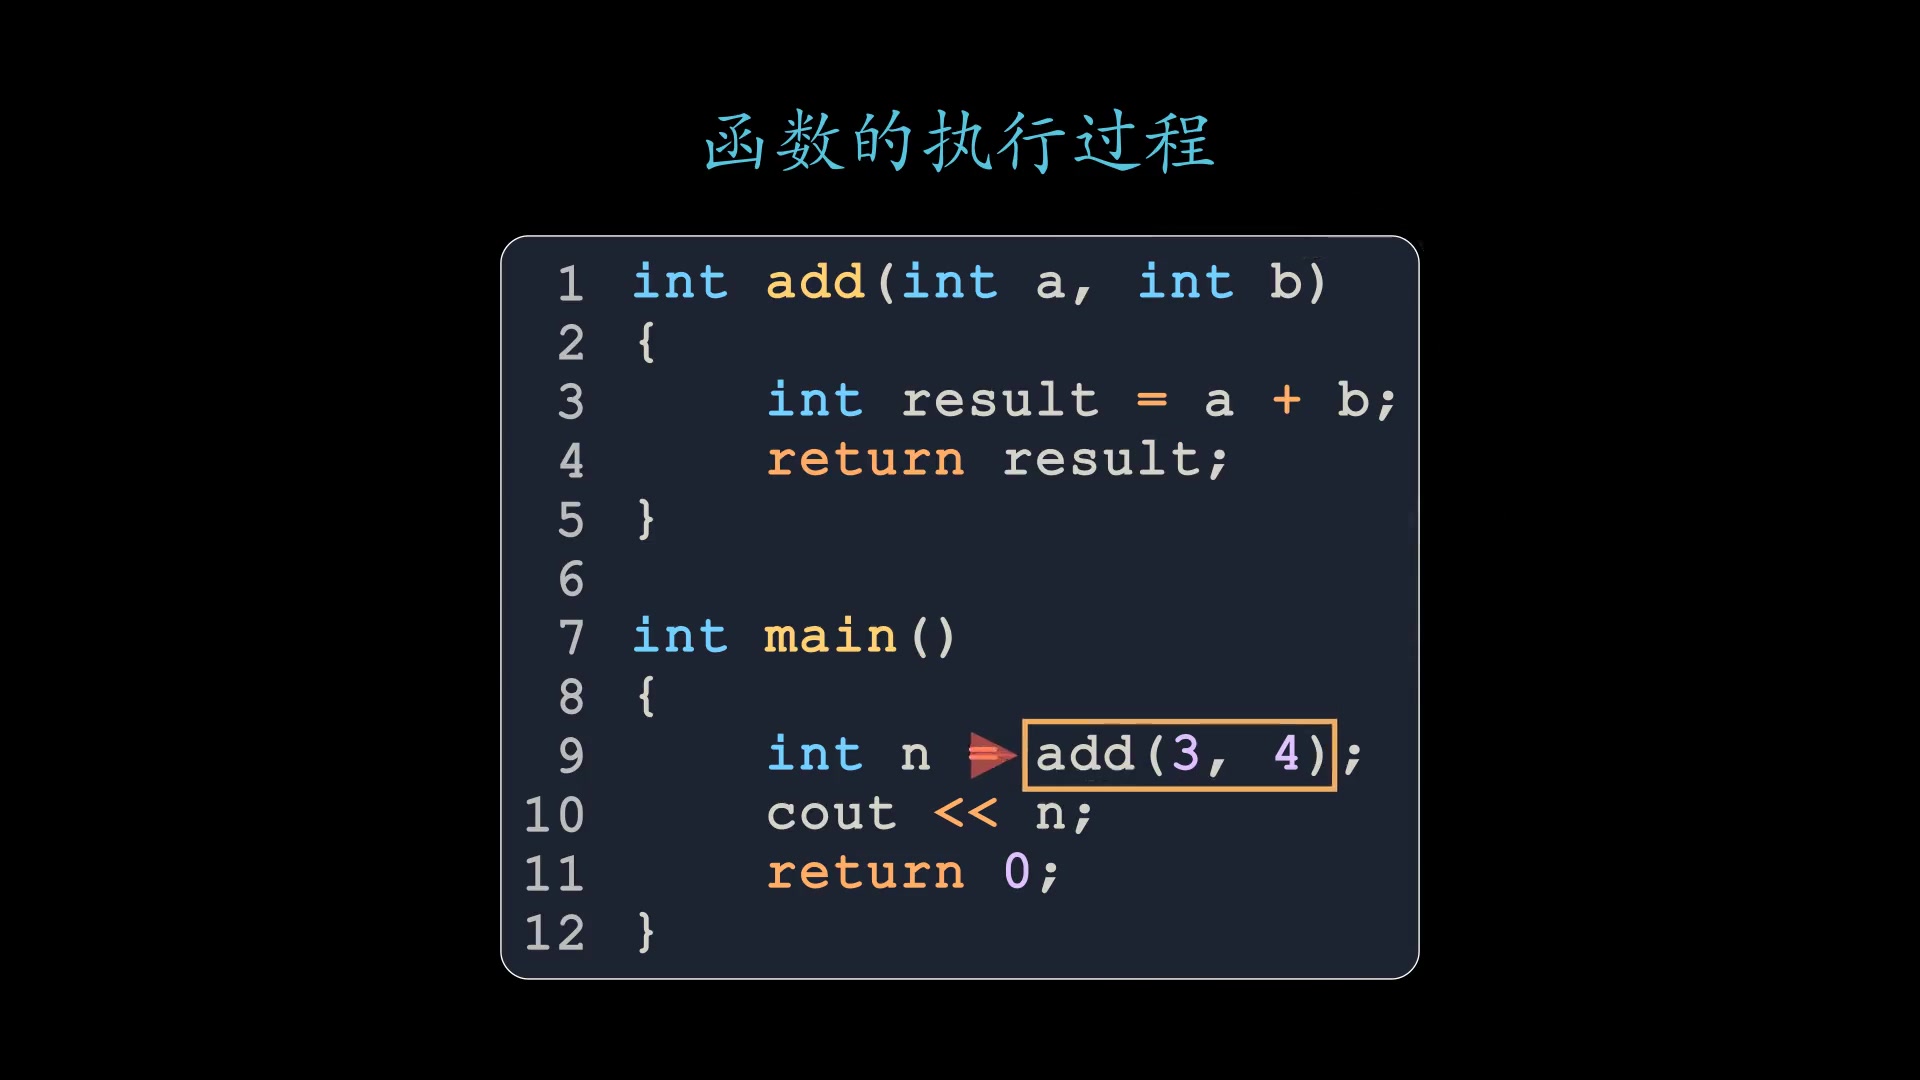 函数的执行过程
1 int add(int a, int b)
2 {
3     int result = a + b;
4     return result;
5 }
6
7 int main()
8 {
9     int n = add(3, 4);
10     cout << n;
11     return 0;
12 }